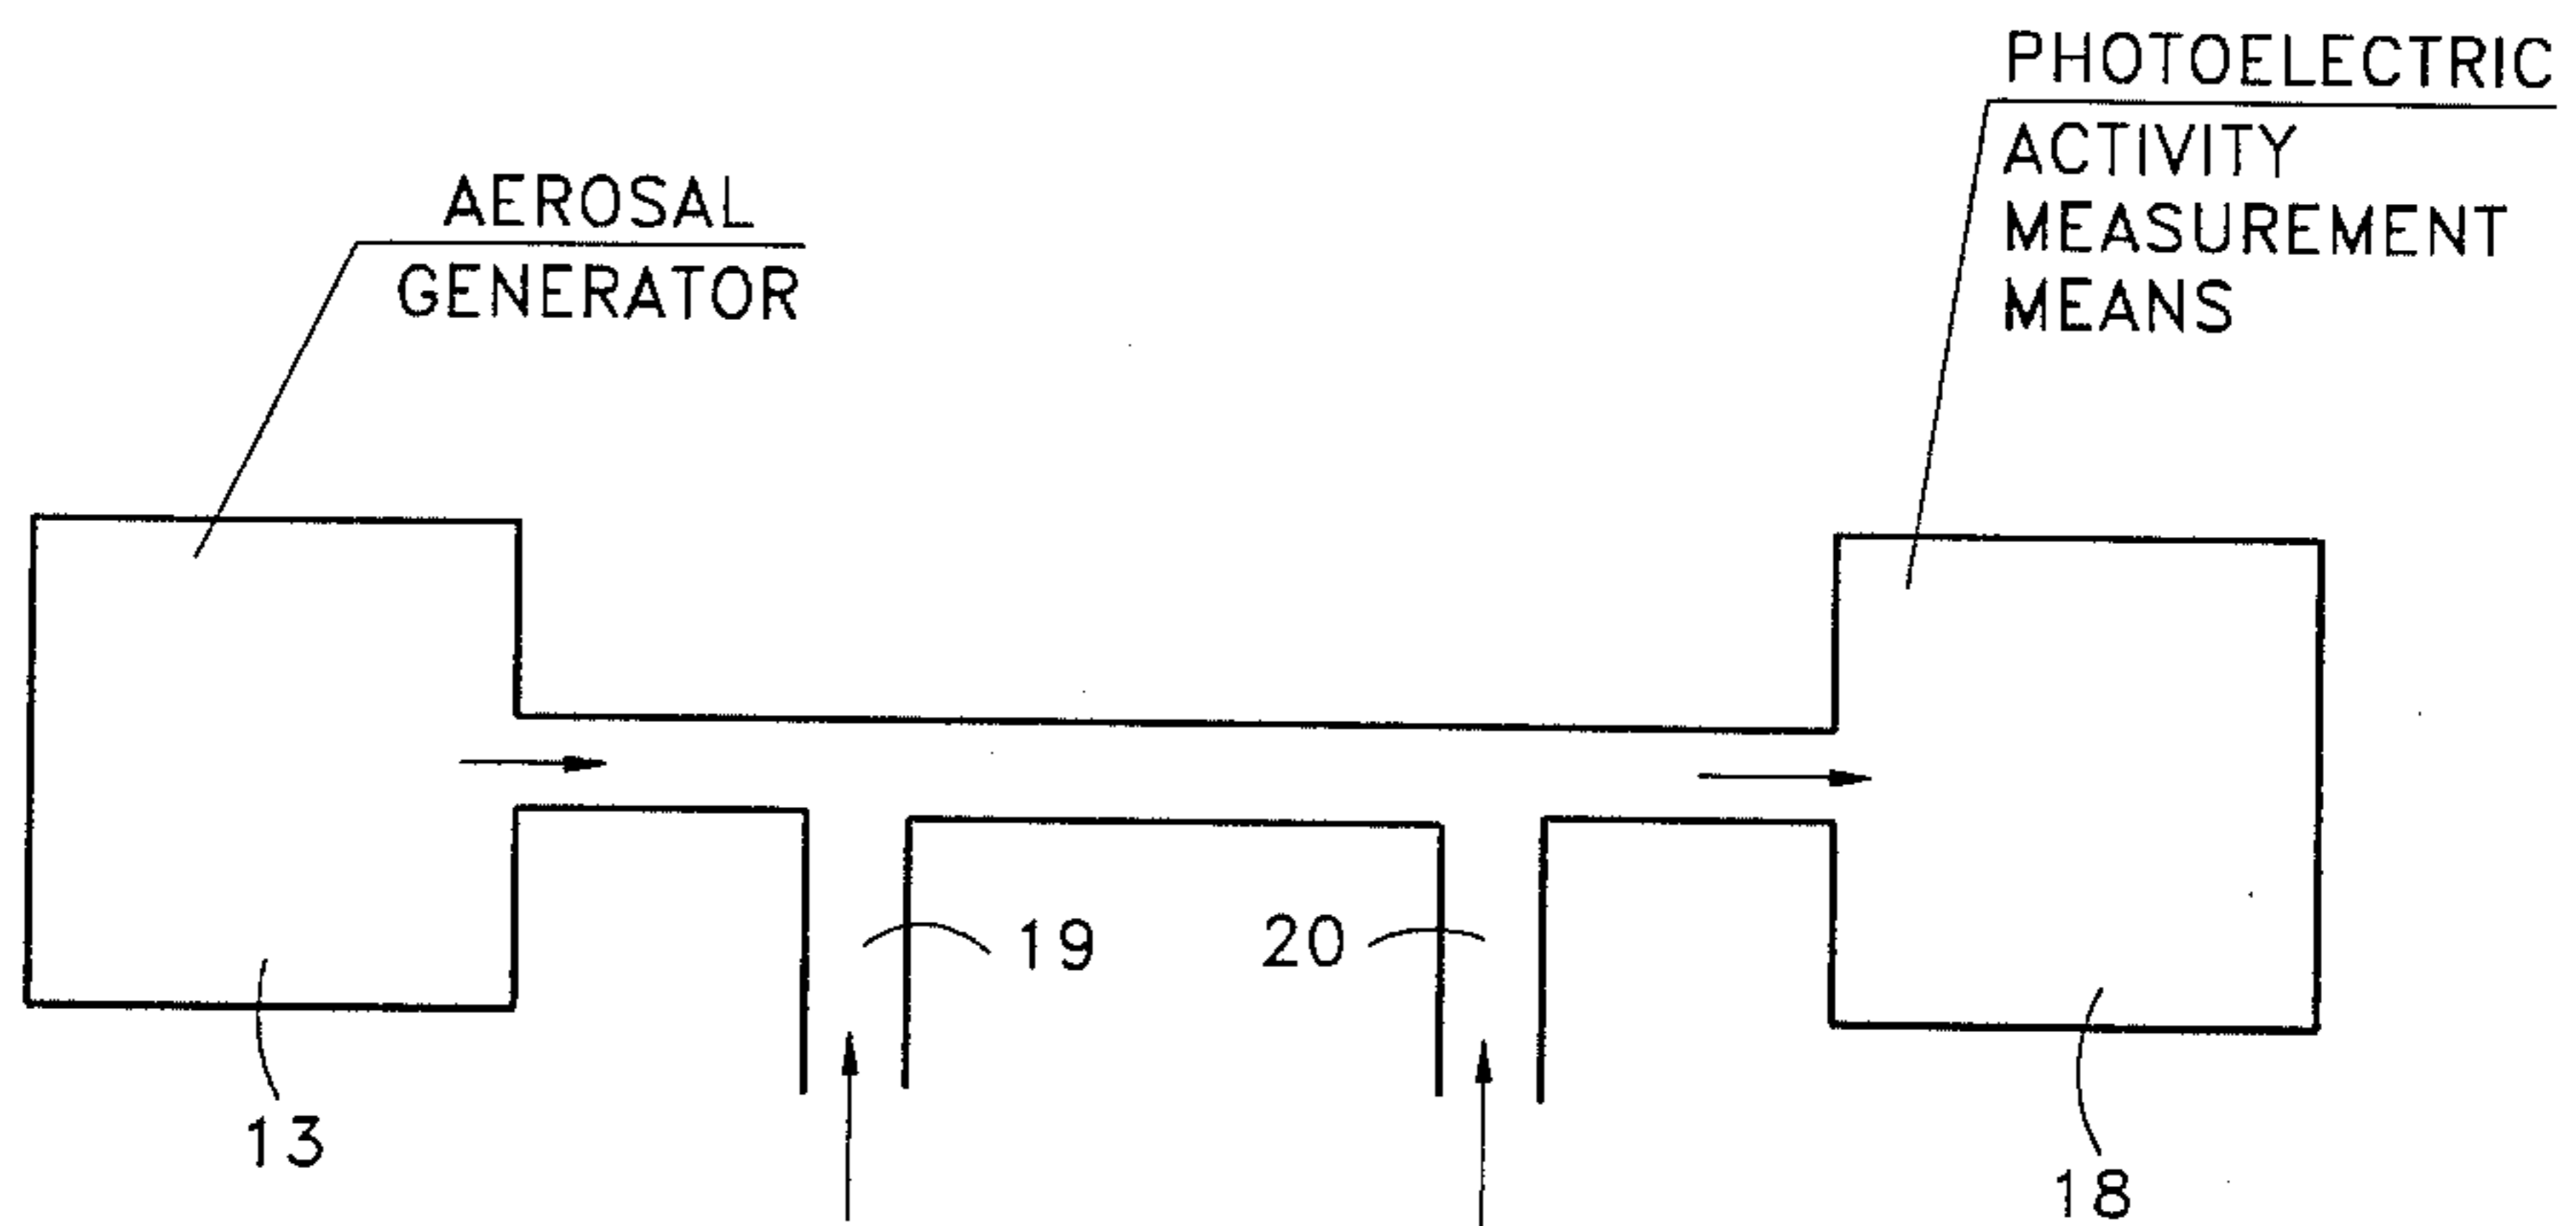 PHOTOELECTRIC
ACTIVITY
MEASUREMENT
MEANS
AEROSAL
GENERATOR
19
20
13
18